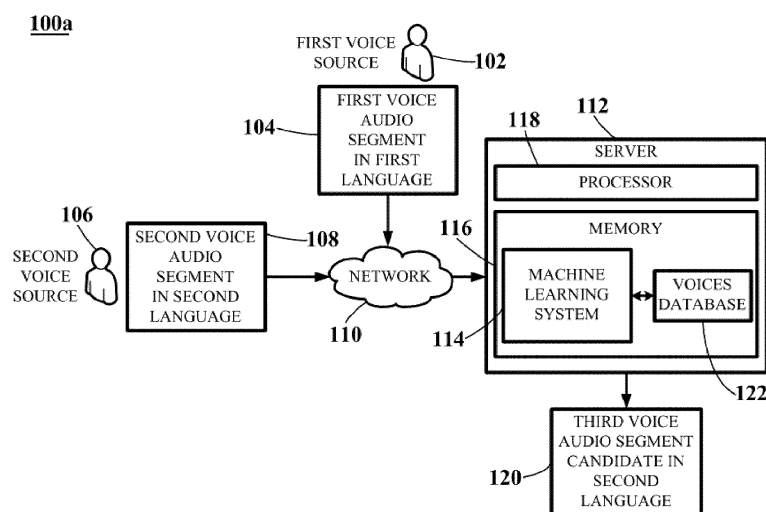 100a
FIRST VOICE
SOURCE
102
104
FIRST VOICE
AUDIO
SEGMENT
IN FIRST
LANGUAGE
106
SECOND
VOICE
SOURCE
108
SECOND VOICE
AUDIO
SEGMENT
IN SECOND
LANGUAGE
NETWORK
110
112
SERVER
118
PROCESSOR
116
MEMORY
MACHINE
LEARNING
SYSTEM
114
VOICES
DATABASE
122
120
THIRD VOICE
AUDIO SEGMENT
CANDIDATE IN
SECOND
LANGUAGE